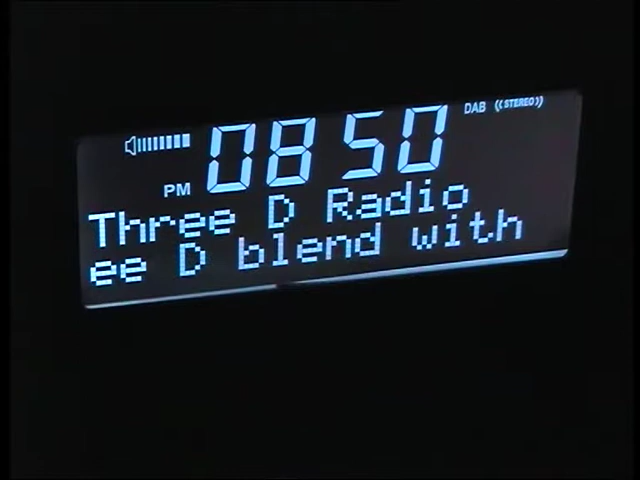 DAB ((STEREO))
08 50
PM
Three D Radio
ee D blend with